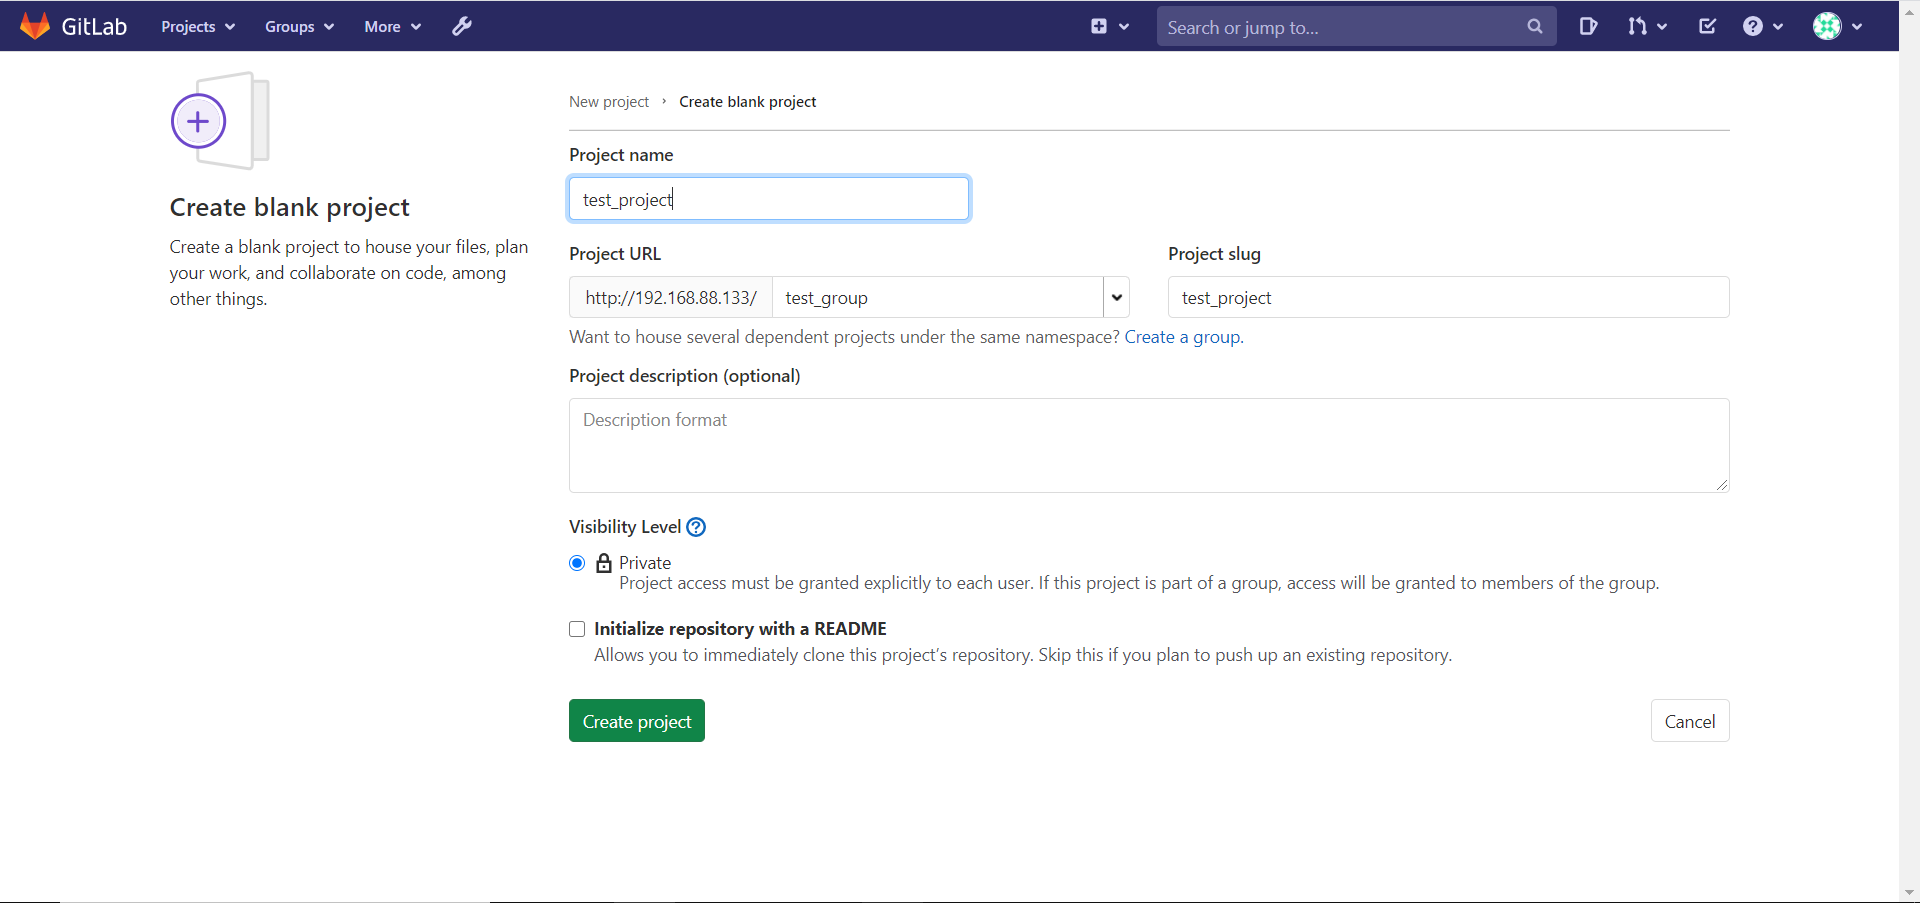 GitLab Projects Groups More Search or jump to...
New project › Create blank project
Project name
test_project
Create blank project
Create a blank project to house your files, plan
your work, and collaborate on code, among
other things.
Project URL
http://192.168.88.133/ test_group
Project slug
test_project
Want to house several dependent projects under the same namespace? Create a group.
Project description (optional)
Description format
Visibility Level ?
Private
Project access must be granted explicitly to each user. If this project is part of a group, access will be granted to members of the group.
Initialize repository with a README
Allows you to immediately clone this project’s repository. Skip this if you plan to push up an existing repository.
Create project
Cancel